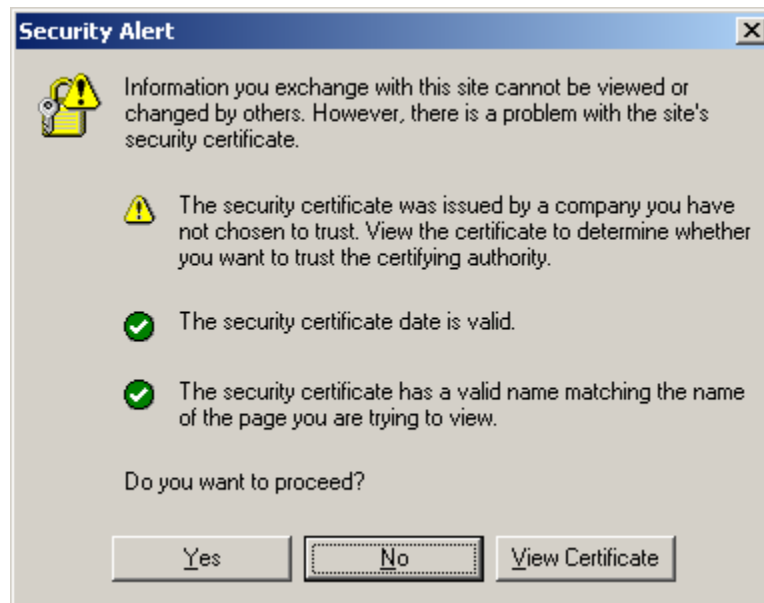 Security Alert
Information you exchange with this site cannot be viewed or
changed by others. However, there is a problem with the site's
security certificate.
The security certificate was issued by a company you have
not chosen to trust. View the certificate to determine whether
you want to trust the certifying authority.
The security certificate date is valid.
The security certificate has a valid name matching the name
of the page you are trying to view.
Do you want to proceed?
Yes No View Certificate